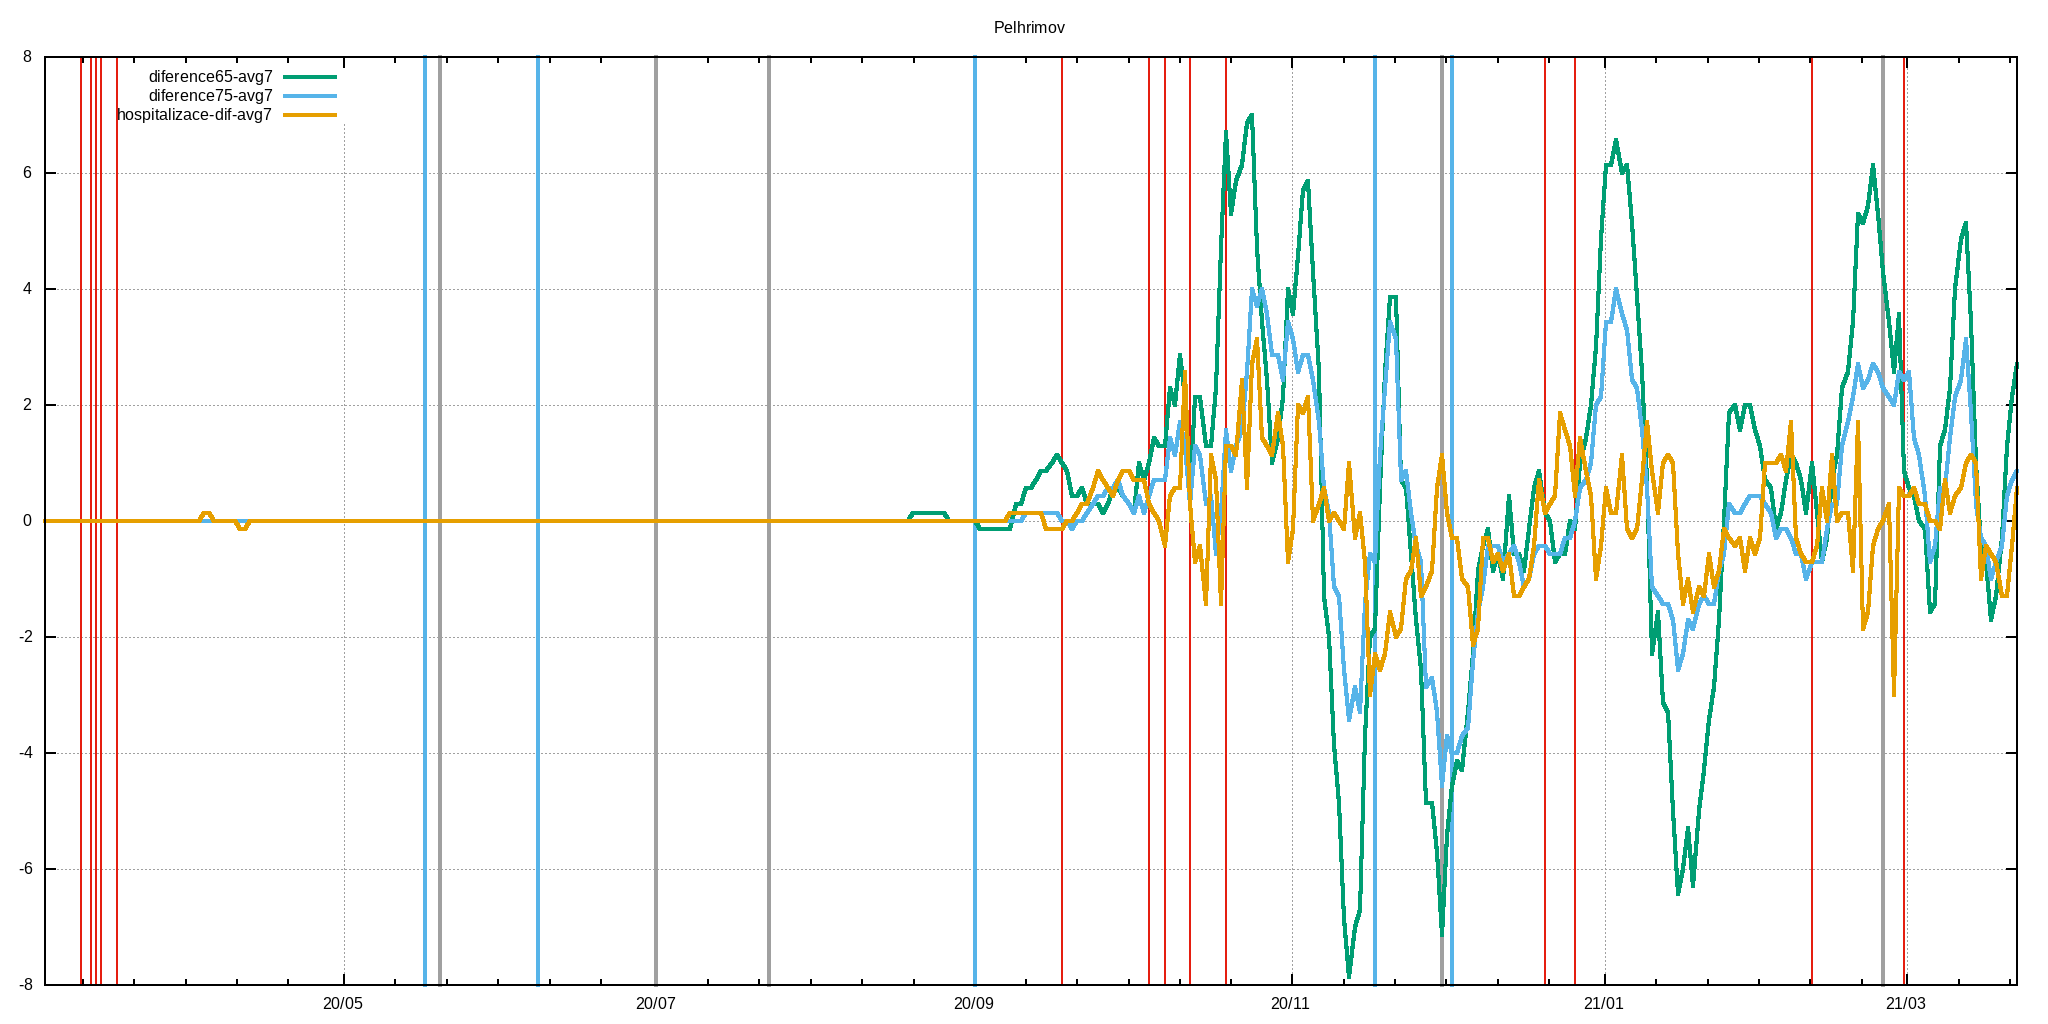 Pelhrimov
8
diference65-avg7
diference75-avg7
hospitalizace-dif-avg7
6
4
2
0
-2
-4
-6
-8
20/05 20/07 20/09 20/11 21/01 21/03